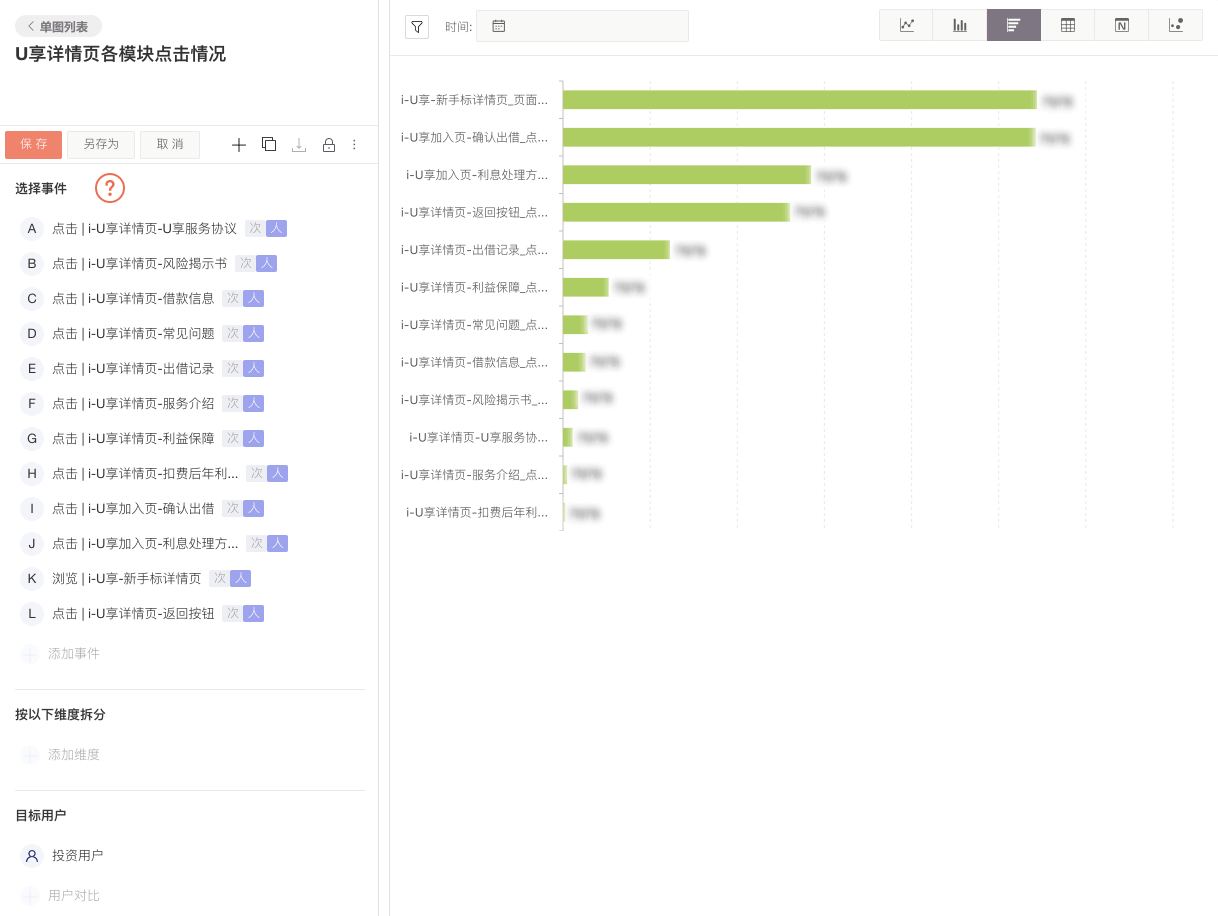 单图列表
U享详情页各模块点击情况
保存 另存为 取消
选择事件 ?
A 点击 | i-U享详情页-U享服务协议 次 人
B 点击 | i-U享详情页-风险揭示书 次 人
C 点击 | i-U享详情页-借款信息 次 人
D 点击 | i-U享详情页-常见问题 次 人
E 点击 | i-U享详情页-出借记录 次 人
F 点击 | i-U享详情页-服务介绍 次 人
G 点击 | i-U享详情页-利益保障 次 人
H 点击 | i-U享详情页-扣费后年利... 次 人
I 点击 | i-U享加入页-确认出借 次 人
J 点击 | i-U享加入页-利息处理方... 次 人
K 浏览 | i-U享-新手标详情页 次 人
L 点击 | i-U享详情页-返回按钮 次 人
添加事件
按以下维度拆分
添加维度
目标用户
投资用户
用户对比
时间:
N
i-U享-新手标详情页_页面...
i-U享加入页-确认出借_点...
i-U享加入页-利息处理方...
i-U享详情页-返回按钮_点...
i-U享详情页-出借记录_点...
i-U享详情页-利益保障_点...
i-U享详情页-常见问题_点...
i-U享详情页-借款信息_点...
i-U享详情页-风险揭示书_...
i-U享详情页-U享服务协...
i-U享详情页-服务介绍_点...
i-U享详情页-扣费后年利...